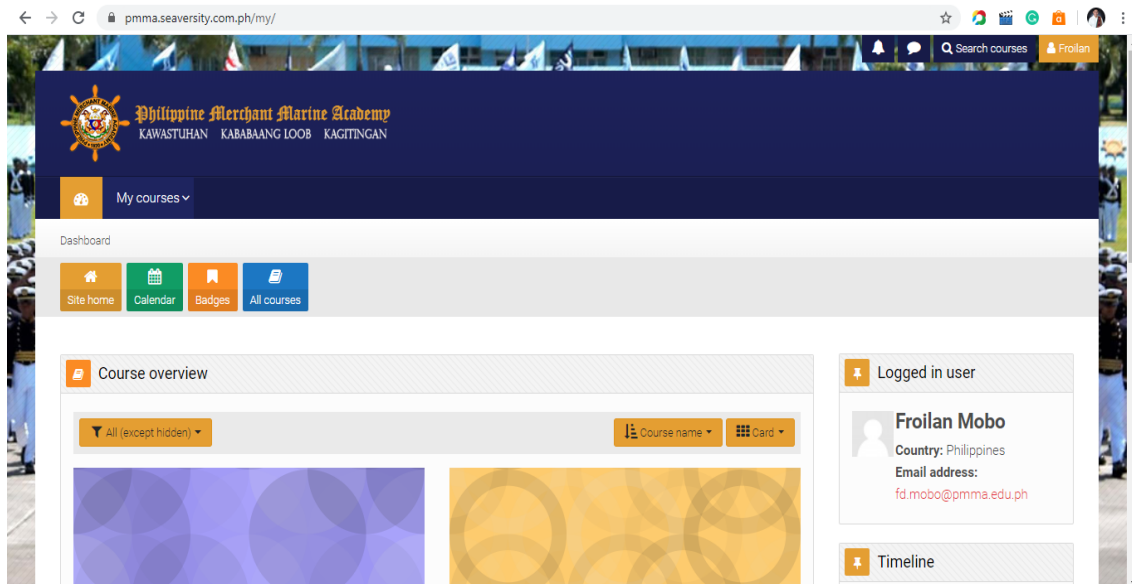 pmma.seaversity.com.ph/my/
Search courses
Froilan
Philippine Merchant Marine Academy
KAWASTUHAN KABABAANG LOOB KAGITINGAN
My courses
Dashboard
Site home
Calendar
Badges
All courses
Course overview
Logged in user
All (except hidden)
Course name
Card
Froilan Mobo
Country: Philippines
Email address:
fd.mobo@pmma.edu.ph
Timeline